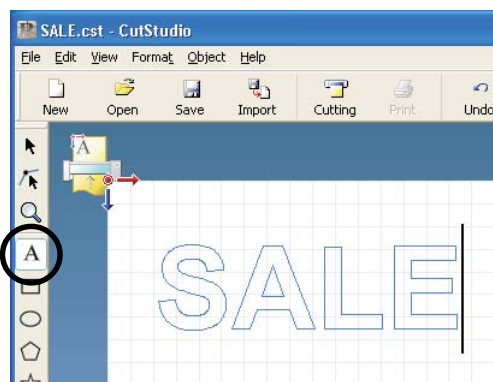 SALE.cst - CutStudio
File Edit View Format Object Help
New Open Save Import Cutting Print Undo
A
A
SALE